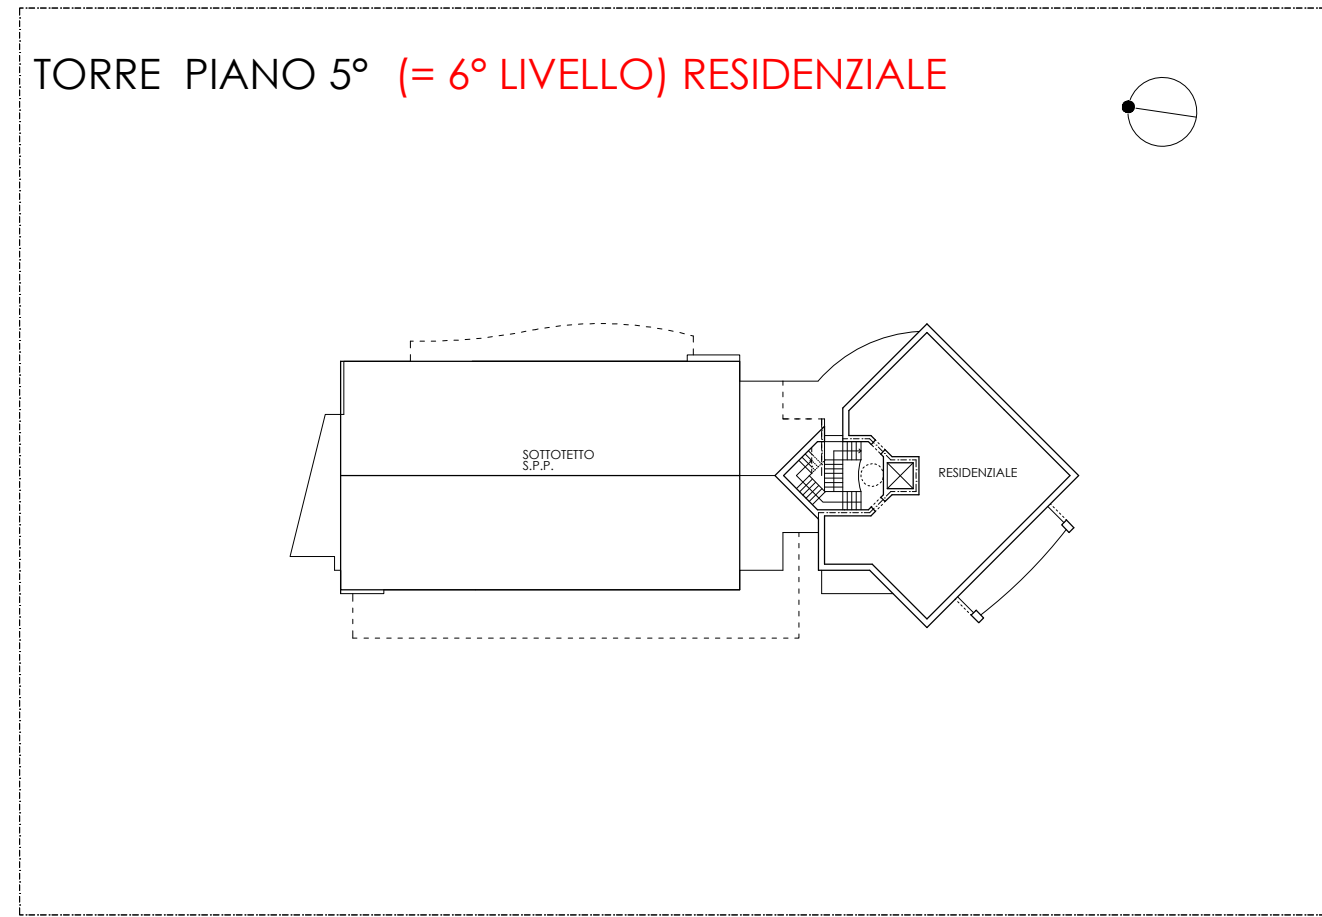 TORRE PIANO 5° (= 6° LIVELLO) RESIDENZIALE
SOTTOTETTO
S.P.P.
RESIDENZIALE